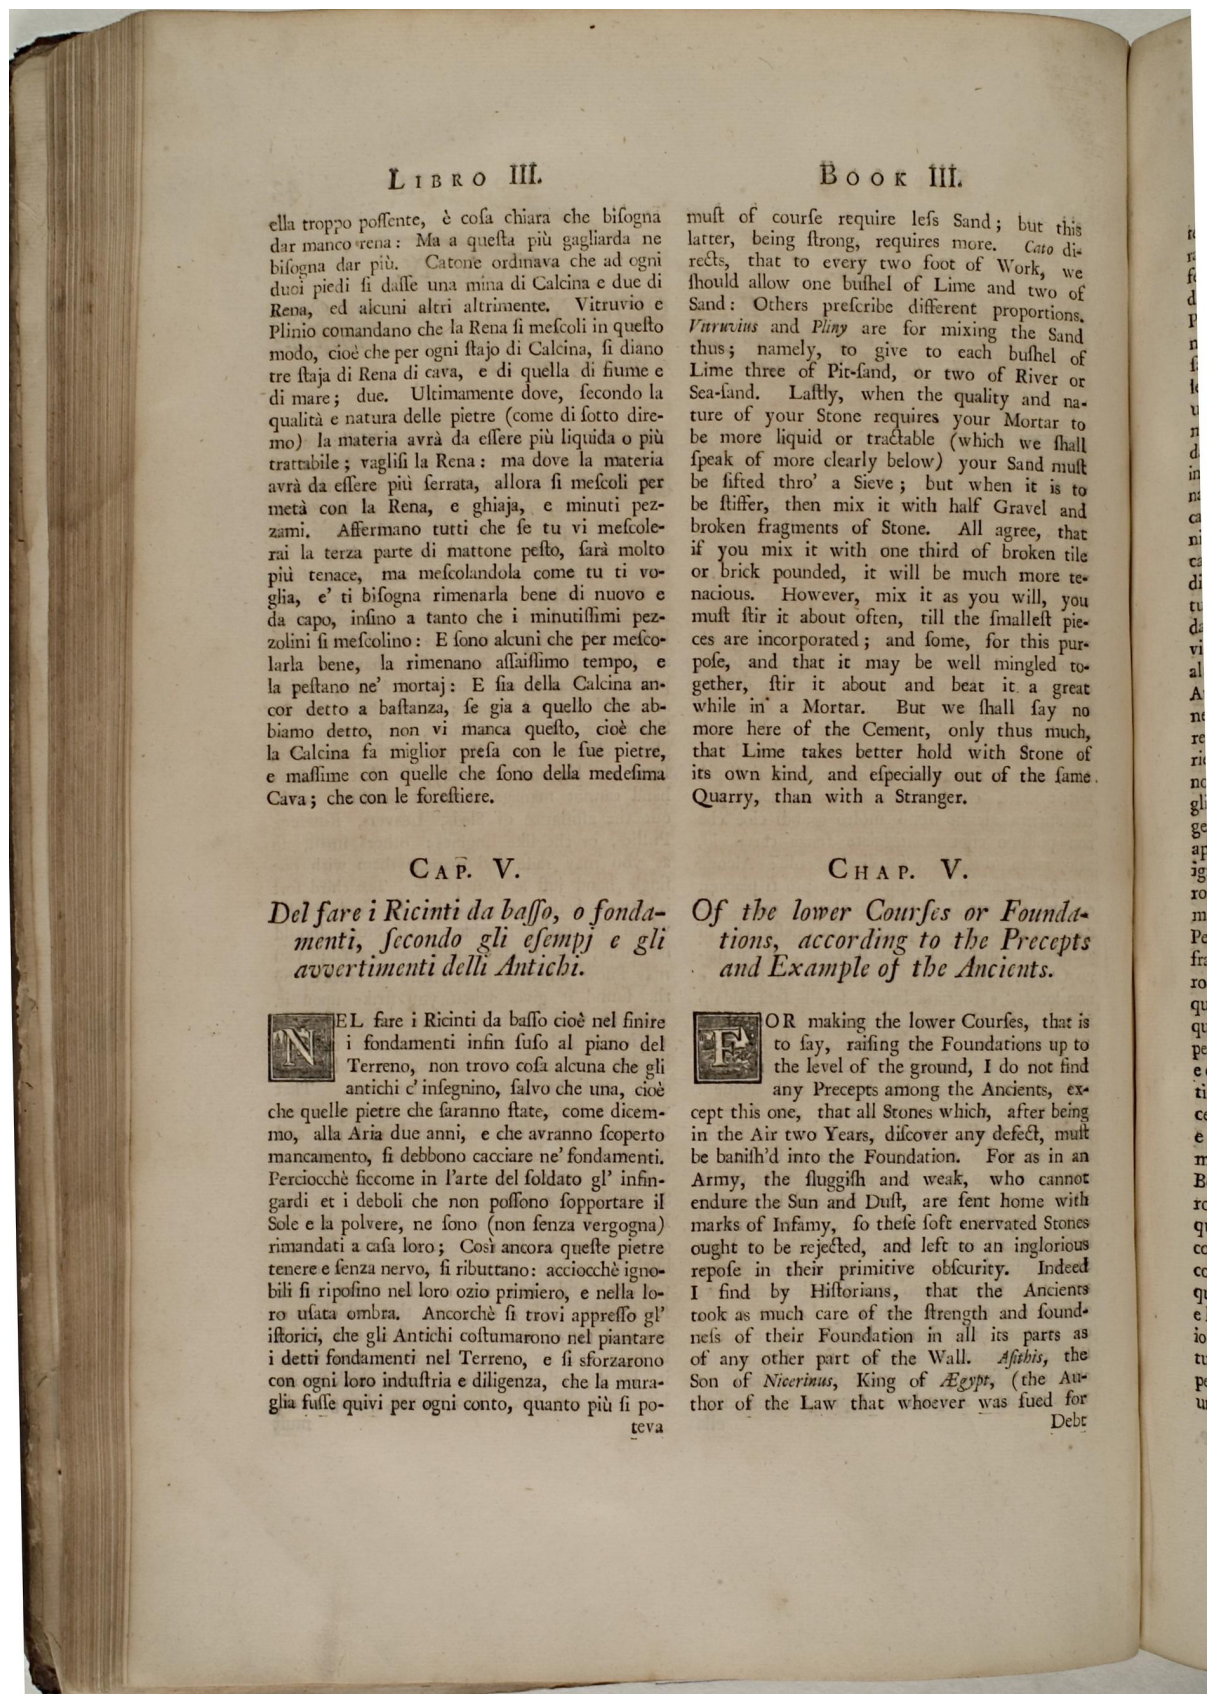 LIBRO III.
ella troppo poſſente, è coſa chiara che biſogna
dar manco rena: Ma a queſta più gagliarda ne
biſogna dar più. Catone ordinava che ad ogni
duoi piedi ſi daſſe una mina di Calcina e due di
Rena, ed alcuni altri altrimente. Vitruvio e
Plinio comandano che la Rena ſi meſcoli in queſto
modo, cioè che per ogni ſtajo di Calcina, ſi diano
tre ſtaja di Rena di cava, e di quella di fiume e
di mare; due. Ultimamente dove, ſecondo la
qualità e natura delle pietre (come di ſotto dire-
mo) la materia avrà da eſſere più liquida o più
trattabile; vagliſi la Rena: ma dove la materia
avrà da eſſere più ſerrata, allora ſi meſcoli per
metà con la Rena, e ghiaja, e minuti pez-
zami. Affermano tutti che ſe tu vi meſcole-
rai la terza parte di mattone peſto, ſarà molto
più tenace, ma meſcolandola come tu ti vo-
glia, e' ti biſogna rimenarla bene di nuovo e
da capo, inſino a tanto che i minutiſſimi pez-
zolini ſi meſcolino: E ſono alcuni che per meſco-
larla bene, la rimenano aſſaiſſimo tempo, e
la peſtano ne' mortaj: E ſia della Calcina an-
cor detto a baſtanza, ſe gia a quello che ab-
biamo detto, non vi manca queſto, cioè che
la Calcina fa miglior preſa con le ſue pietre,
e maſſime con quelle che ſono della medeſima
Cava; che con le foreſtiere.
CAP. V.
Del fare i Ricinti da baſſo, o fonda-
menti, ſecondo gli eſempj e gli
avvertimenti delli Antichi.
NEL fare i Ricinti da baſſo cioè nel finire
i fondamenti infin ſuſo al piano del
Terreno, non trovo coſa alcuna che gli
antichi c' inſegnino, ſalvo che una, cioè
che quelle pietre che ſaranno ſtate, come dicem-
mo, alla Aria due anni, e che avranno ſcoperto
mancamento, ſi debbono cacciare ne' fondamenti.
Perciocchè ſiccome in l'arte del ſoldato gl' infin-
gardi et i deboli che non poſſono ſopportare il
Sole e la polvere, ne ſono (non ſenza vergogna)
rimandati a caſa loro; Così ancora queſte pietre
tenere e ſenza nervo, ſi ributtano: acciocchè igno-
bili ſi ripoſino nel loro ozio primiero, e nella lo-
ro uſata ombra. Ancorchè ſi trovi appreſſo gl'
iſtorici, che gli Antichi coſtumarono nel piantare
i detti fondamenti nel Terreno, e ſi sforzarono
con ogni loro induſtria e diligenza, che la mura-
glia fuſſe quivi per ogni conto, quanto più ſi po-
teva
BOOK III.
muſt of courſe require leſs Sand; but this
latter, being ſtrong, requires more. Cato di-
rects, that to every two foot of Work, we
ſhould allow one buſhel of Lime and two of
Sand: Others preſcribe different proportions.
Vitruvius and Pliny are for mixing the Sand
thus; namely, to give to each buſhel of
Lime three of Pit-ſand, or two of River or
Sea-ſand. Laſtly, when the quality and na-
ture of your Stone requires your Mortar to
be more liquid or tractable (which we ſhall
ſpeak of more clearly below) your Sand muſt
be ſifted thro' a Sieve; but when it is to
be ſtiffer, then mix it with half Gravel and
broken fragments of Stone. All agree, that
if you mix it with one third of broken tile
or brick pounded, it will be much more te-
nacious. However, mix it as you will, you
muſt ſtir it about often, till the ſmalleſt pie-
ces are incorporated; and ſome, for this pur-
poſe, and that it may be well mingled to-
gether, ſtir it about and beat it a great
while in a Mortar. But we ſhall ſay no
more here of the Cement, only thus much,
that Lime takes better hold with Stone of
its own kind, and eſpecially out of the ſame
Quarry, than with a Stranger.
CHAP. V.
Of the lower Courſes or Founda-
tions, according to the Precepts
and Example of the Ancients.
FOR making the lower Courſes, that is
to ſay, raiſing the Foundations up to
the level of the ground, I do not find
any Precepts among the Ancients, ex-
cept this one, that all Stones which, after being
in the Air two Years, diſcover any defect, muſt
be baniſh'd into the Foundation. For as in an
Army, the ſluggiſh and weak, who cannot
endure the Sun and Duſt, are ſent home with
marks of Infamy, ſo theſe ſoft enervated Stones
ought to be rejected, and left to an inglorious
repoſe in their primitive obſcurity. Indeed
I find by Hiſtorians, that the Ancients
took as much care of the ſtrength and ſound-
neſs of their Foundation in all its parts as
of any other part of the Wall. Aſithis, the
Son of Nicerinus, King of Ægypt, (the Au-
thor of the Law that whoever was ſued for
Debt